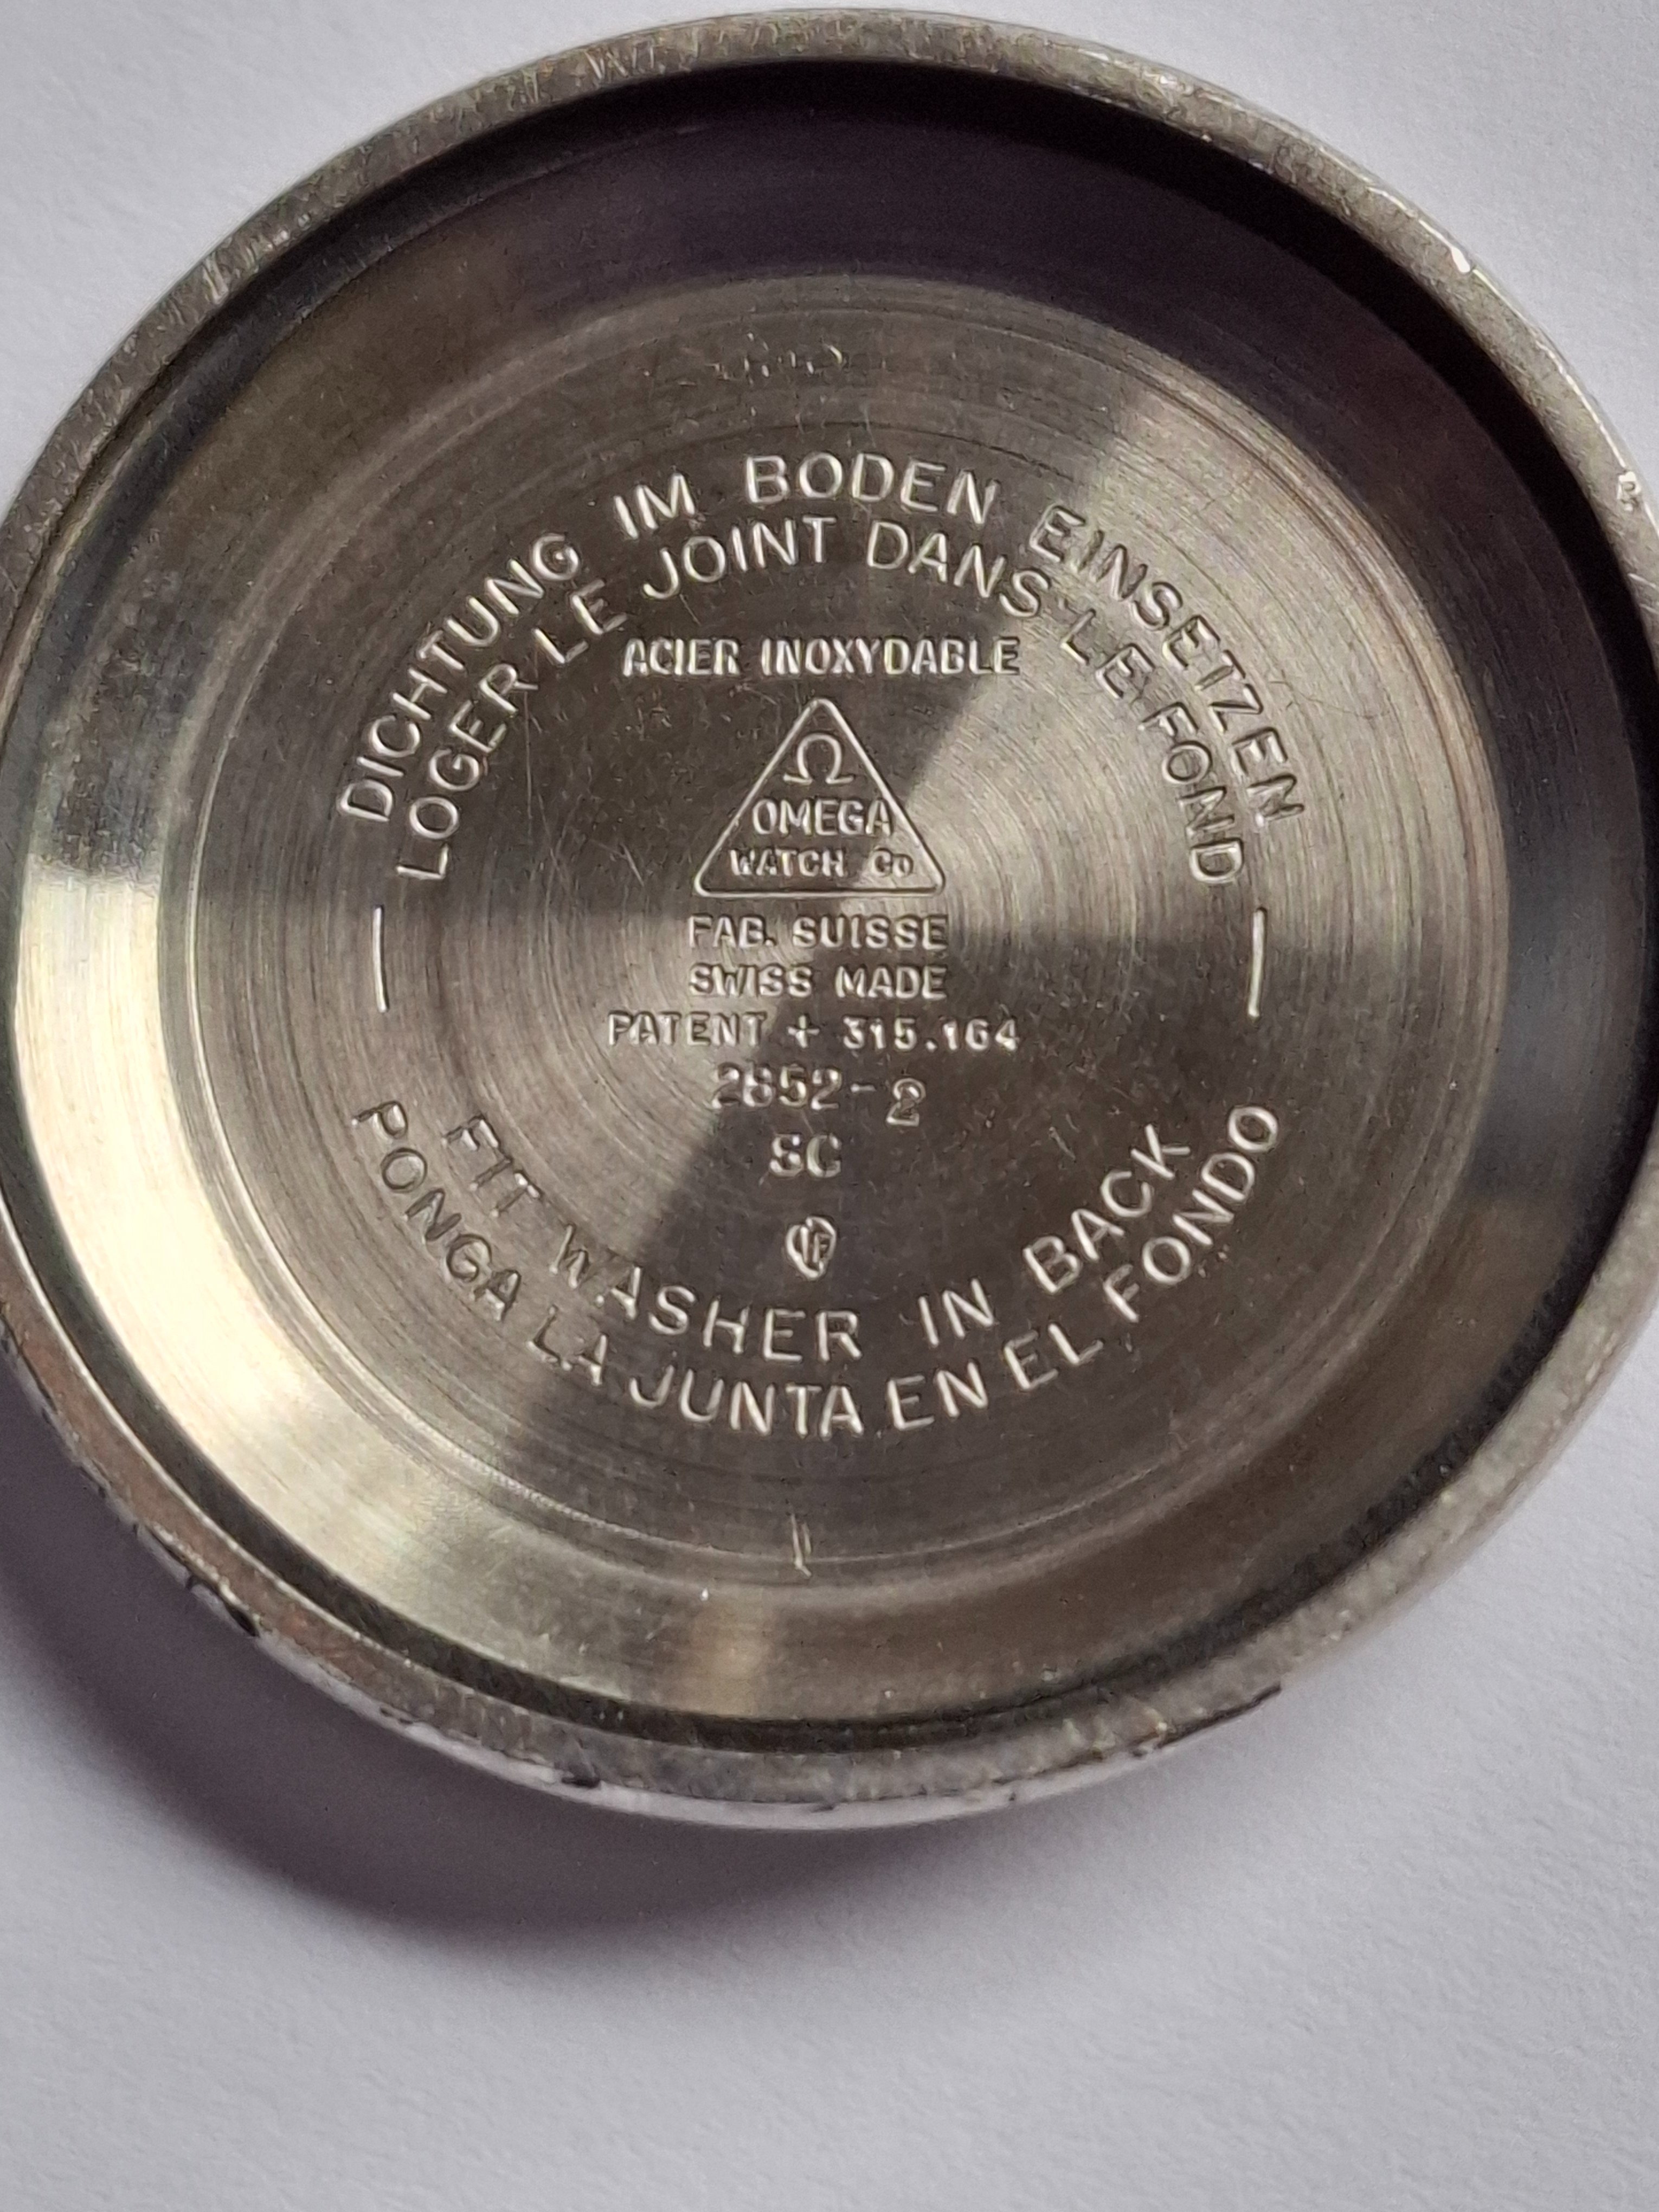 DICHTUNG IM BODEN EINSETZEN
LOGER LE JOINT DANS LE FOND
ACIER INOXYDABLE
Ω
OMEGA
WATCH Co
FAB. SUISSE
SWISS MADE
PATENT + 315.164
2852-2
SC
FIT WASHER IN BACK
PONGA LA JUNTA EN EL FONDO